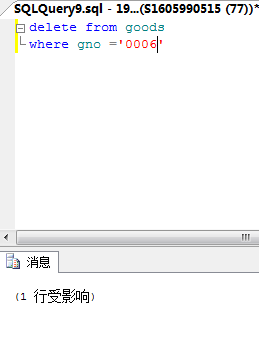 SQLQuery9.sql - 19...(S1605990515 (77))*
delete from goods
where gno ='0006'
消息
(1 行受影响)